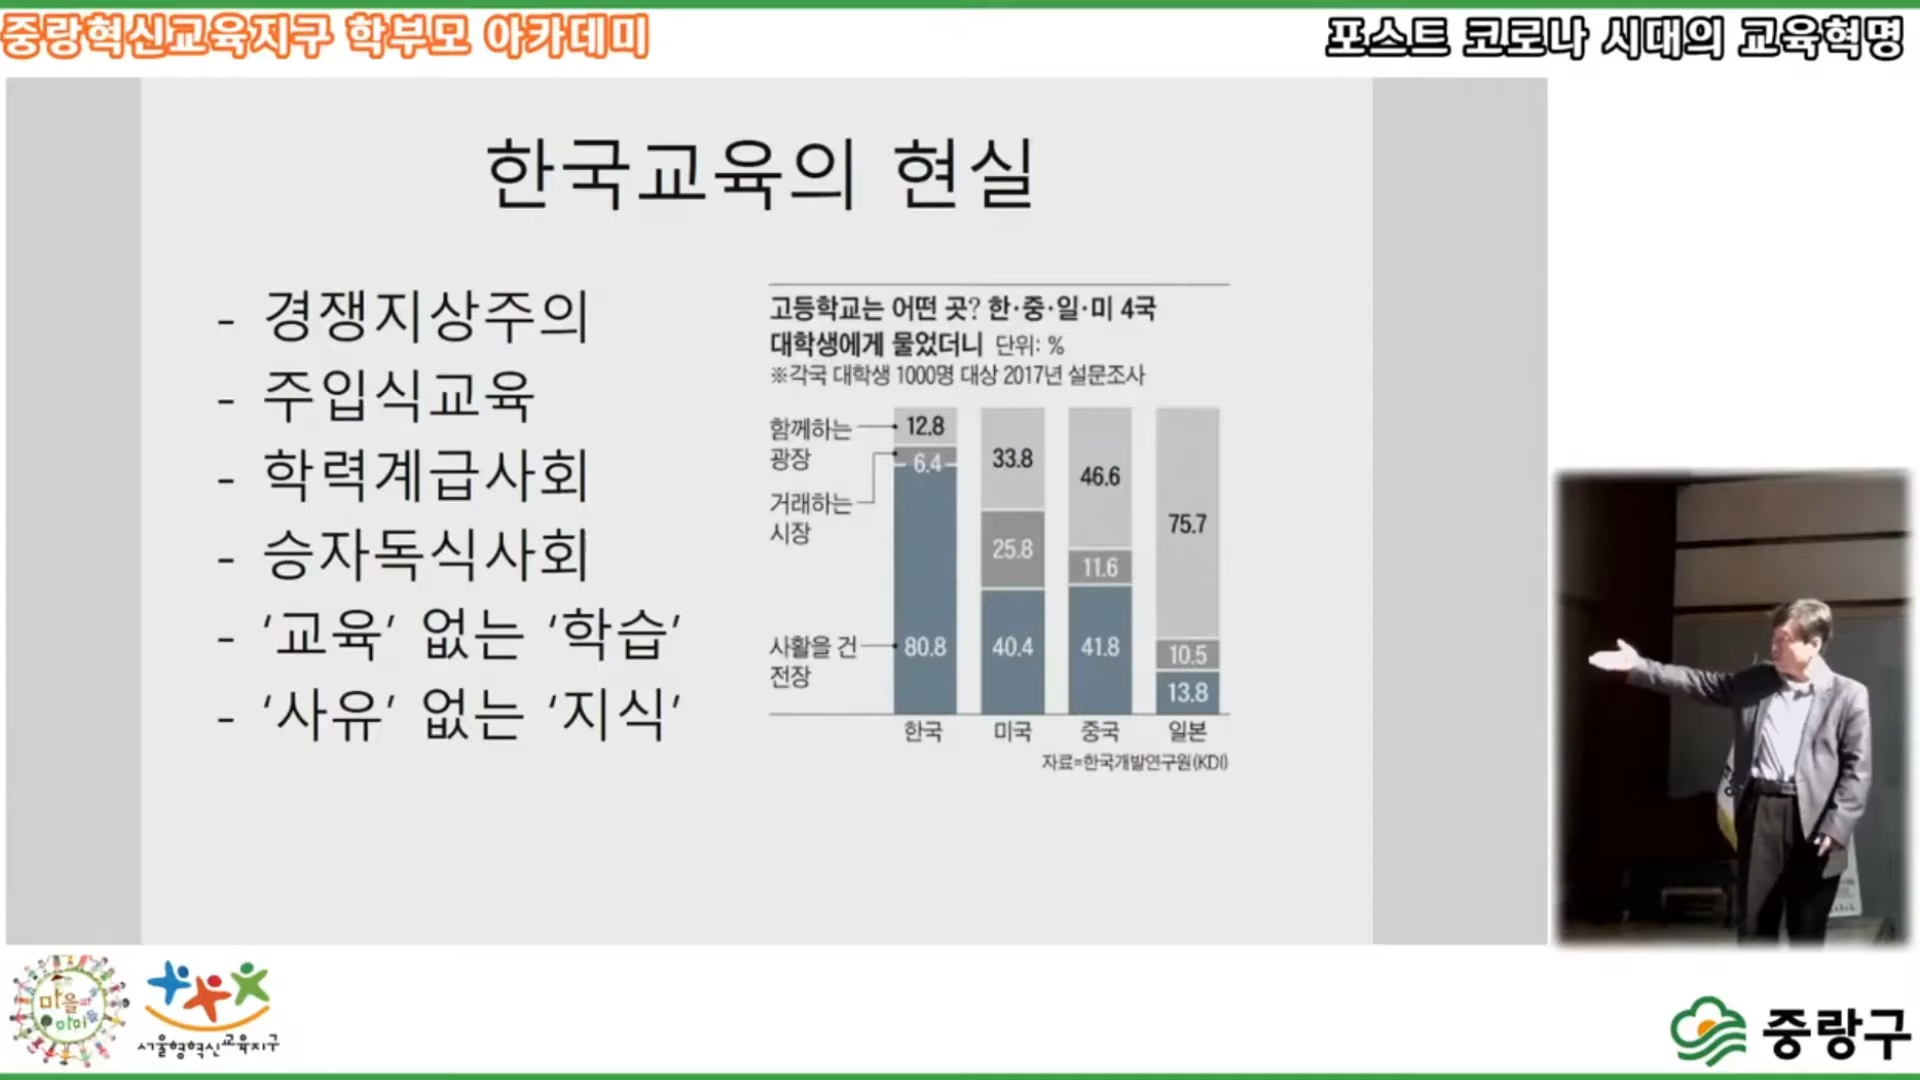 중랑혁신교육지구 학부모 아카데미
포스트 코로나 시대의 교육혁명
한국교육의 현실
- 경쟁지상주의
- 주입식교육
- 학력계급사회
- 승자독식사회
- ‘교육’ 없는 ‘학습’
- ‘사유’ 없는 ‘지식’
고등학교는 어떤 곳? 한·중·일·미 4국
대학생에게 물었더니 단위: %
※각국 대학생 1000명 대상 2017년 설문조사
함께하는
광장
거래하는
시장
사활을 건
전장
12.8
6.4
80.8
33.8
25.8
40.4
46.6
11.6
41.8
75.7
10.5
13.8
한국 미국 중국 일본
자료=한국개발연구원(KDI)
마을과
아이들
서울형혁신교육지구
중랑구